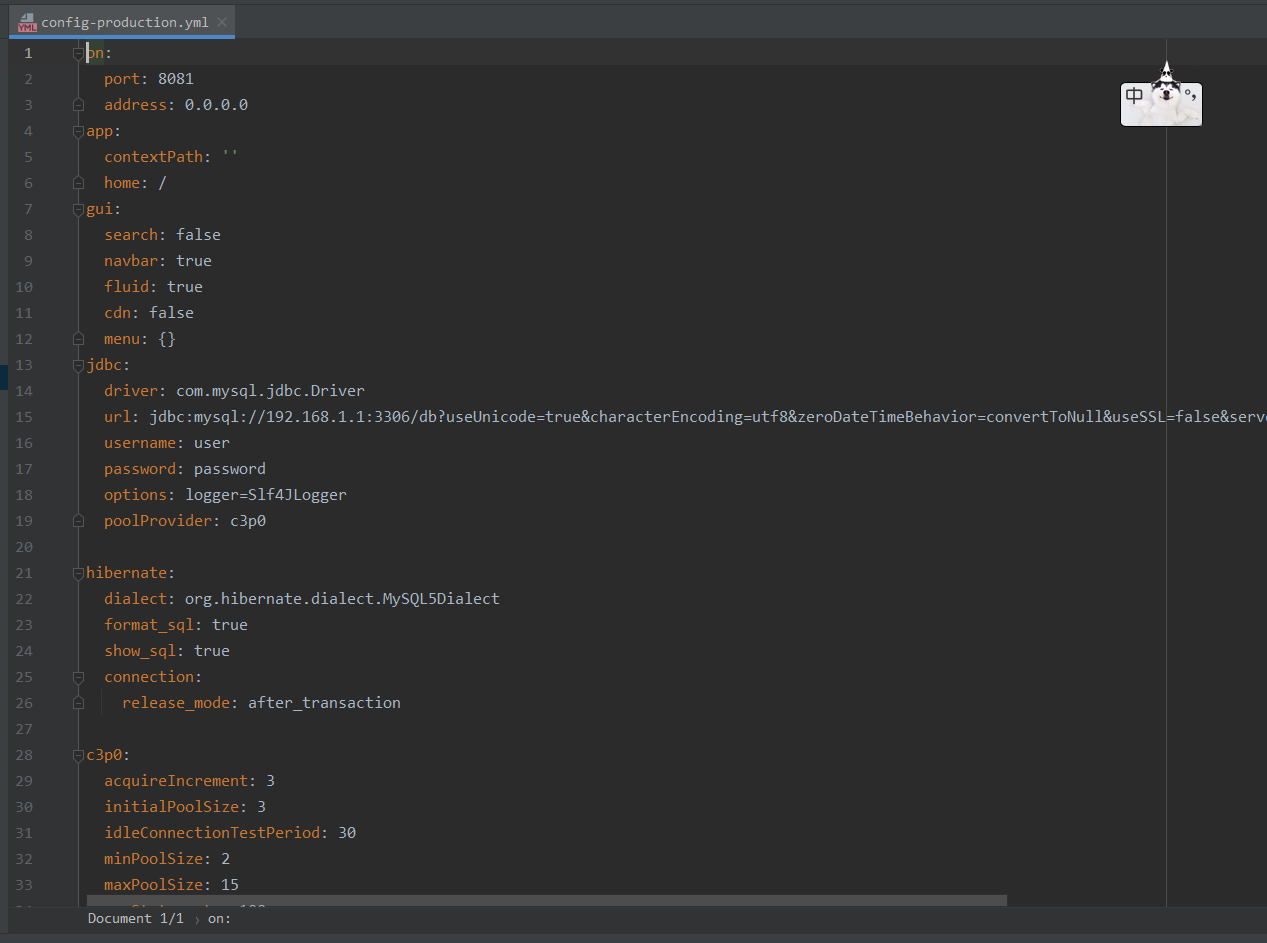 config-production.yml
1 on:
2   port: 8081
3   address: 0.0.0.0
4 app:
5   contextPath: ''
6   home: /
7 gui:
8   search: false
9   navbar: true
10   fluid: true
11   cdn: false
12   menu: {}
13 jdbc:
14   driver: com.mysql.jdbc.Driver
15   url: jdbc:mysql://192.168.1.1:3306/db?useUnicode=true&characterEncoding=utf8&zeroDateTimeBehavior=convertToNull&useSSL=false&serve
16   username: user
17   password: password
18   options: logger=Slf4JLogger
19   poolProvider: c3p0
20
21 hibernate:
22   dialect: org.hibernate.dialect.MySQL5Dialect
23   format_sql: true
24   show_sql: true
25   connection:
26     release_mode: after_transaction
27
28 c3p0:
29   acquireIncrement: 3
30   initialPoolSize: 3
31   idleConnectionTestPeriod: 30
32   minPoolSize: 2
33   maxPoolSize: 15
中 °,
Document 1/1 › on: